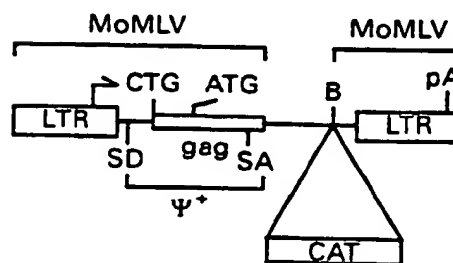 MoMLV MoMLV
CTG ATG B pA
LTR LTR
SD gag SA
Ψ+
CAT